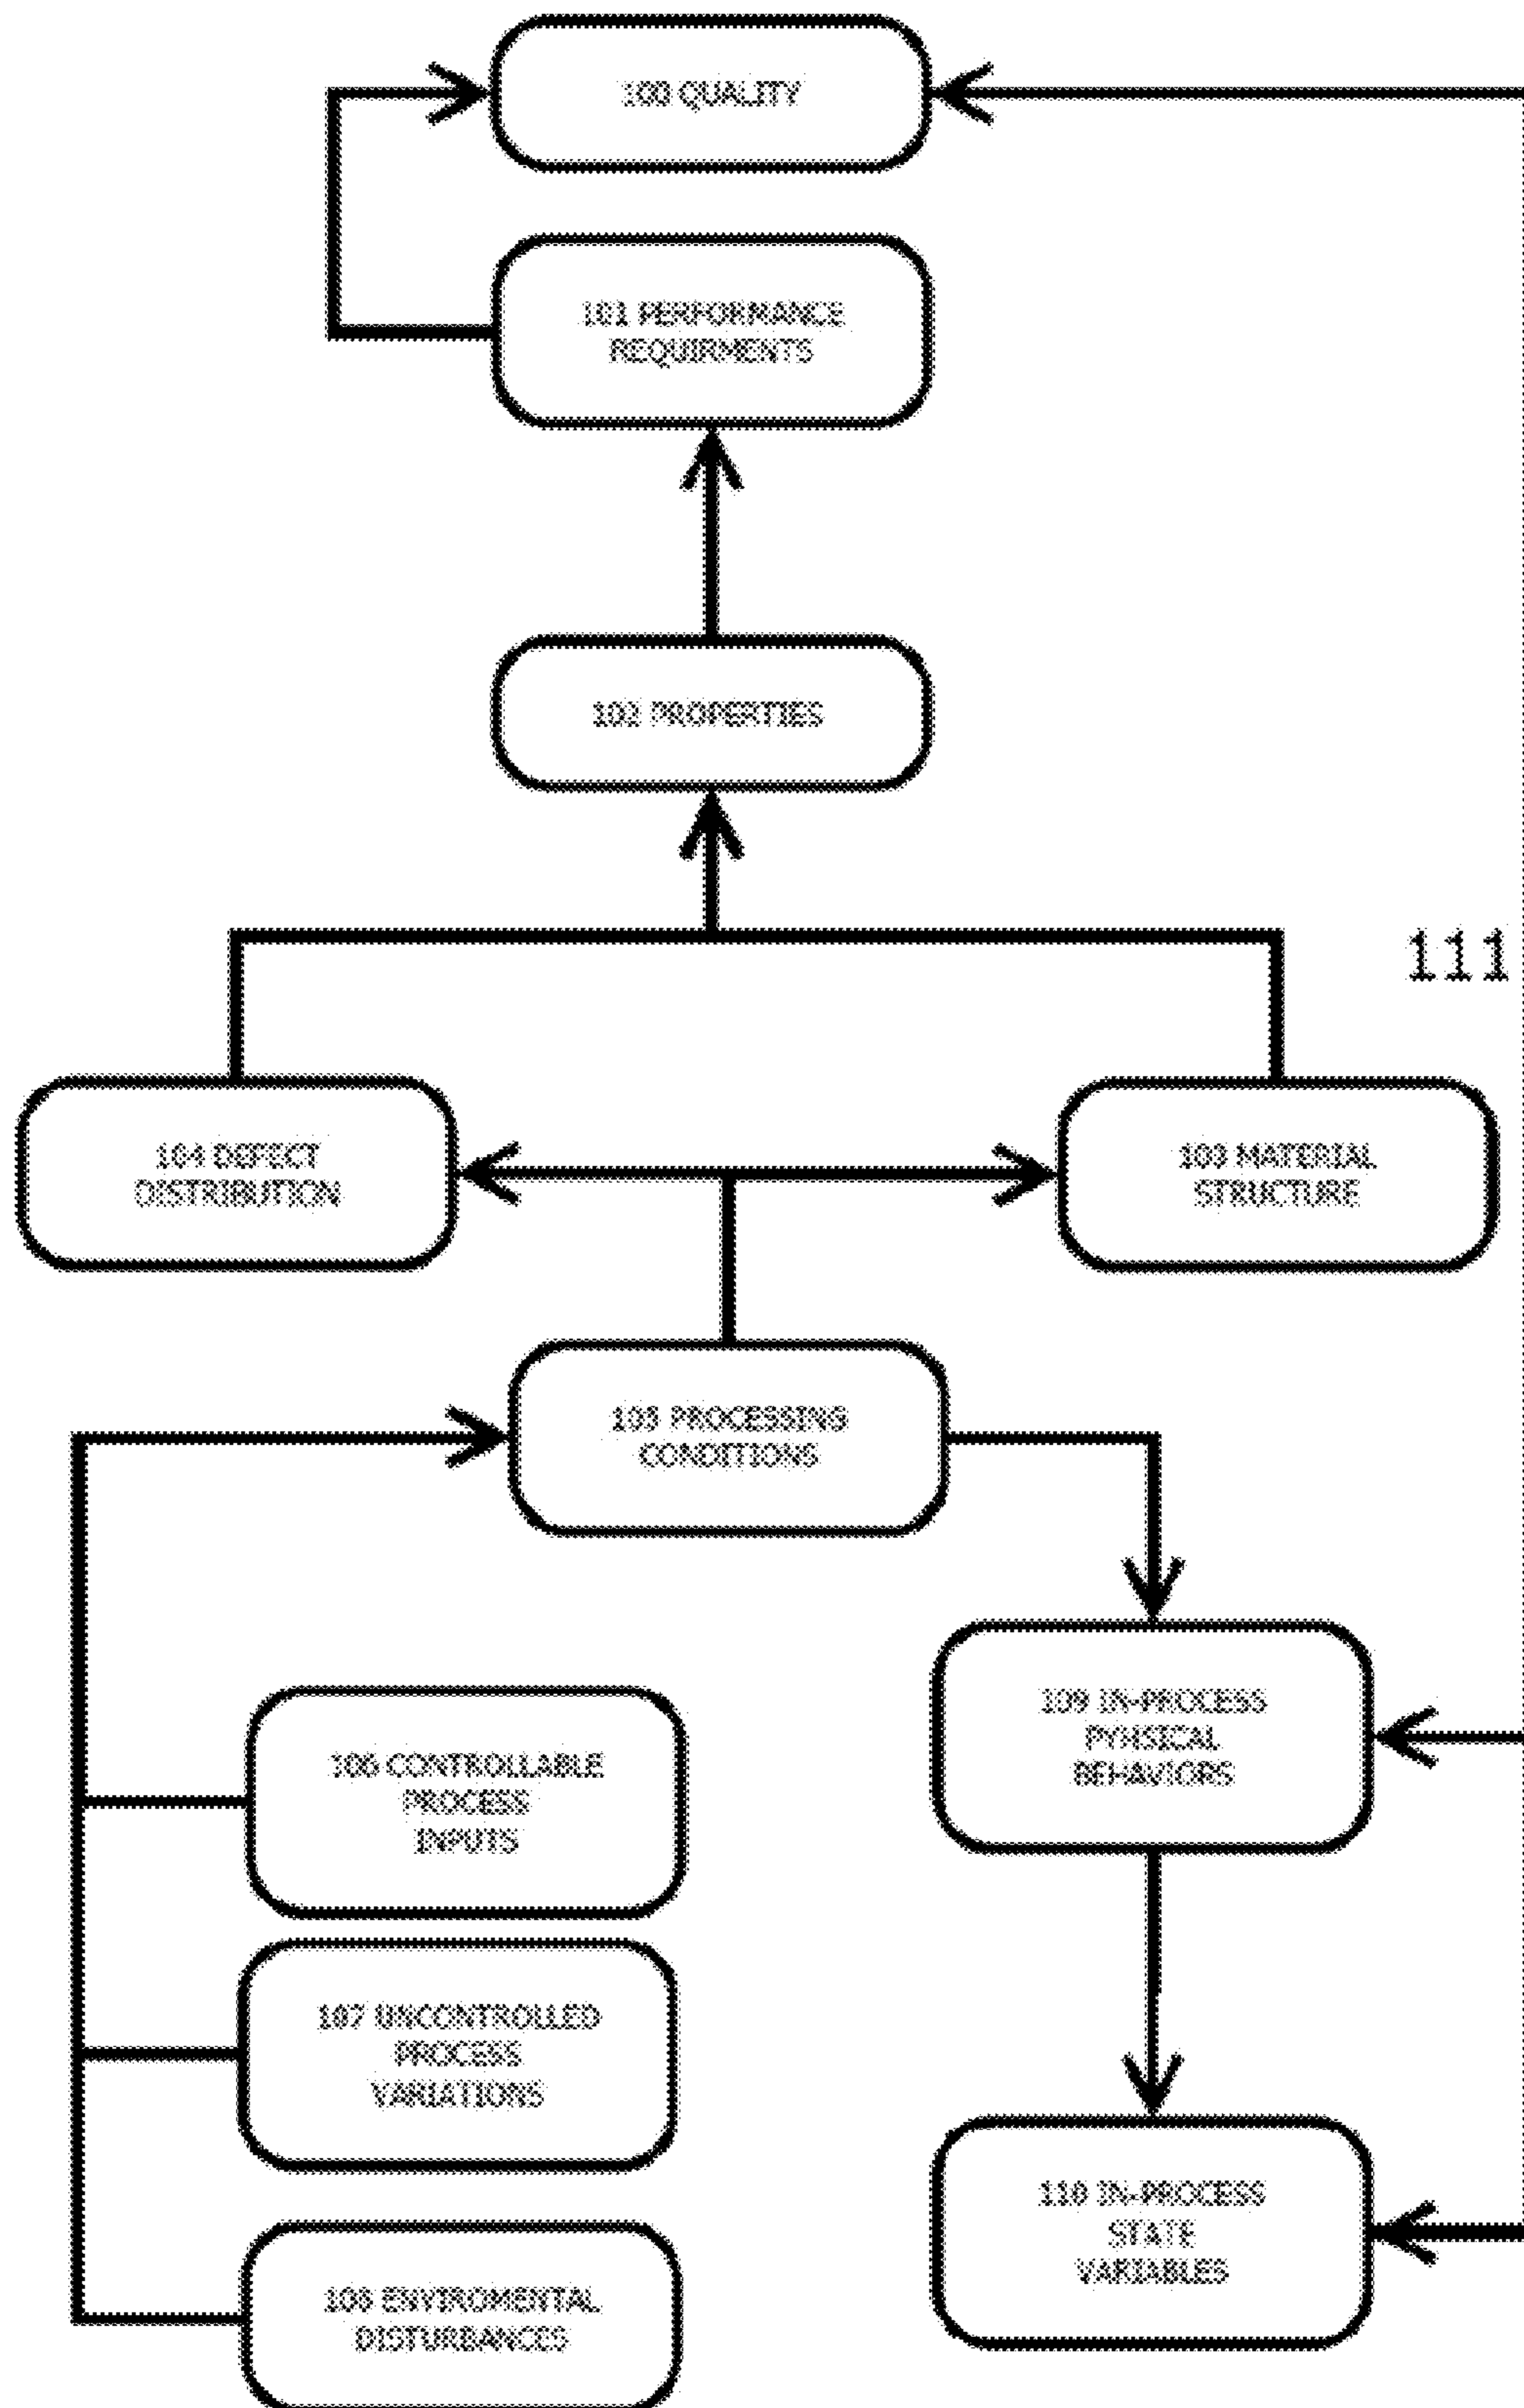 100 QUALITY
101 PERFORMANCE
REQUIRMENTS
102 PROPERTIES
111
104 DEFECT
DISTRIBUTION
103 MATERIAL
STRUCTURE
105 PROCESSING
CONDITIONS
109 IN-PROCESS
PYHSICAL
BEHAVIORS
106 CONTROLLABLE
PROCESS
INPUTS
107 UNCONTROLLED
PROCESS
VARIATIONS
110 IN-PROCESS
STATE
VARIABLES
108 ENVIROMENTAL
DISTURBANCES